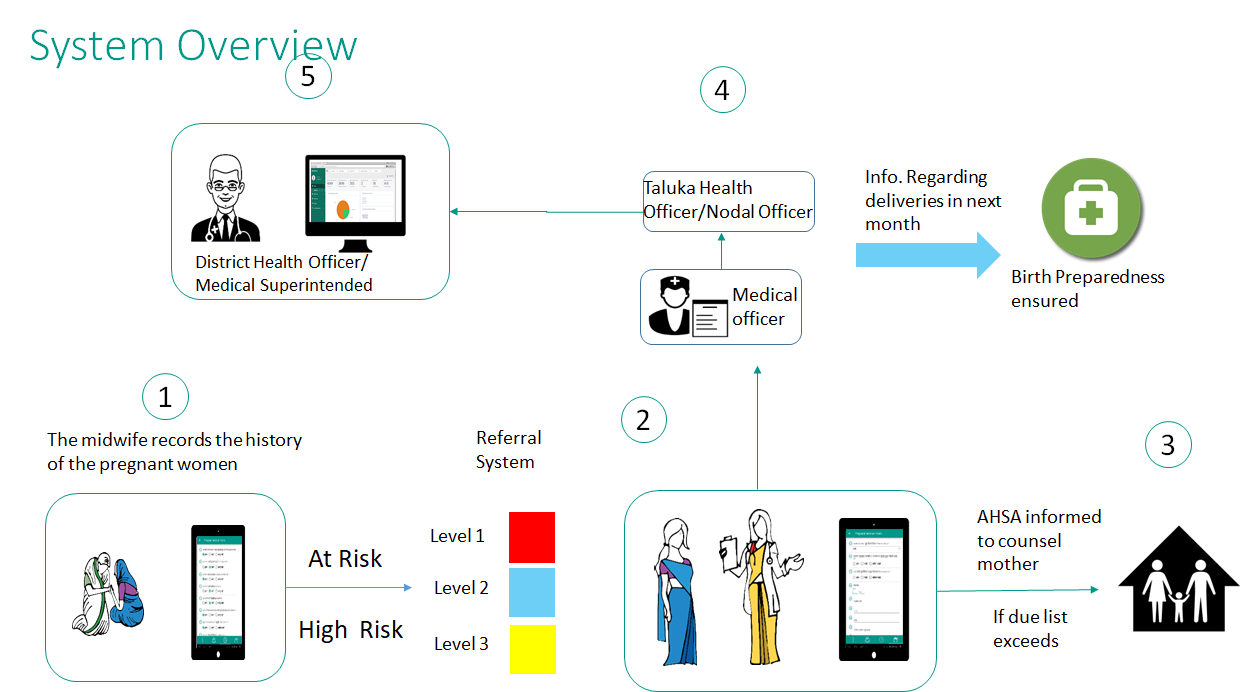 System Overview
5
4
Taluka Health
Officer/Nodal Officer
Info. Regarding
deliveries in next
month
District Health Officer/
Medical Superintended
Medical
officer
Birth Preparedness
ensured
1
The midwife records the history
of the pregnant women
Referral
System
2
3
At Risk
High Risk
Level 1
Level 2
Level 3
AHSA informed
to counsel
mother
If due list
exceeds